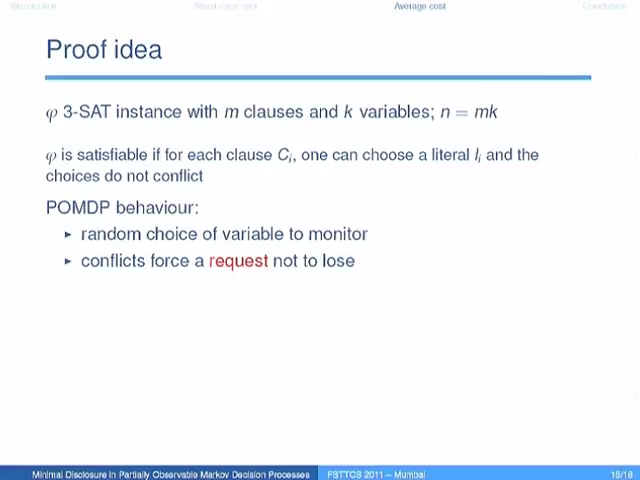 Introduction Worst-case cost Average cost Conclusion
Proof idea
φ 3-SAT instance with m clauses and k variables; n = mk
φ is satisfiable if for each clause Cᵢ, one can choose a literal lᵢ and the
choices do not conflict
POMDP behaviour:
▸ random choice of variable to monitor
▸ conflicts force a request not to lose
Minimal Disclosure in Partially Observable Markov Decision Processes FSTTCS 2011 – Mumbai 16/18